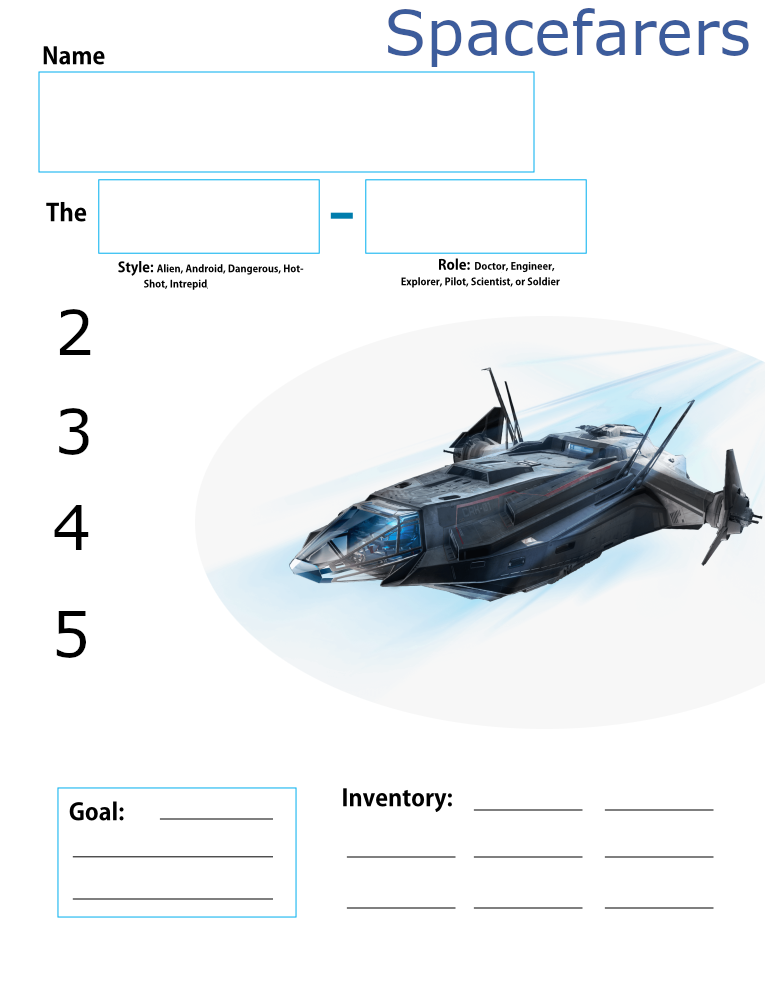 Spacefarers
Name
The –
Style: Alien, Android, Dangerous, Hot-
Shot, Intrepid
Role: Doctor, Engineer,
Explorer, Pilot, Scientist, or Soldier
2
3
4
5
Goal:
Inventory: